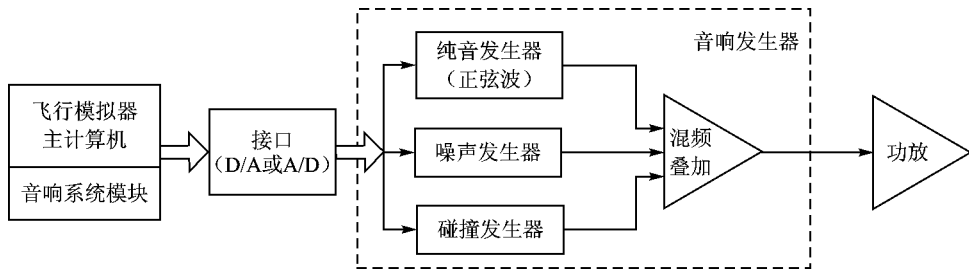 飞行模拟器
主计算机
音响系统模块
接口
（D/A或A/D）
音响发生器
纯音发生器
（正弦波）
噪声发生器
碰撞发生器
混频
叠加
功放